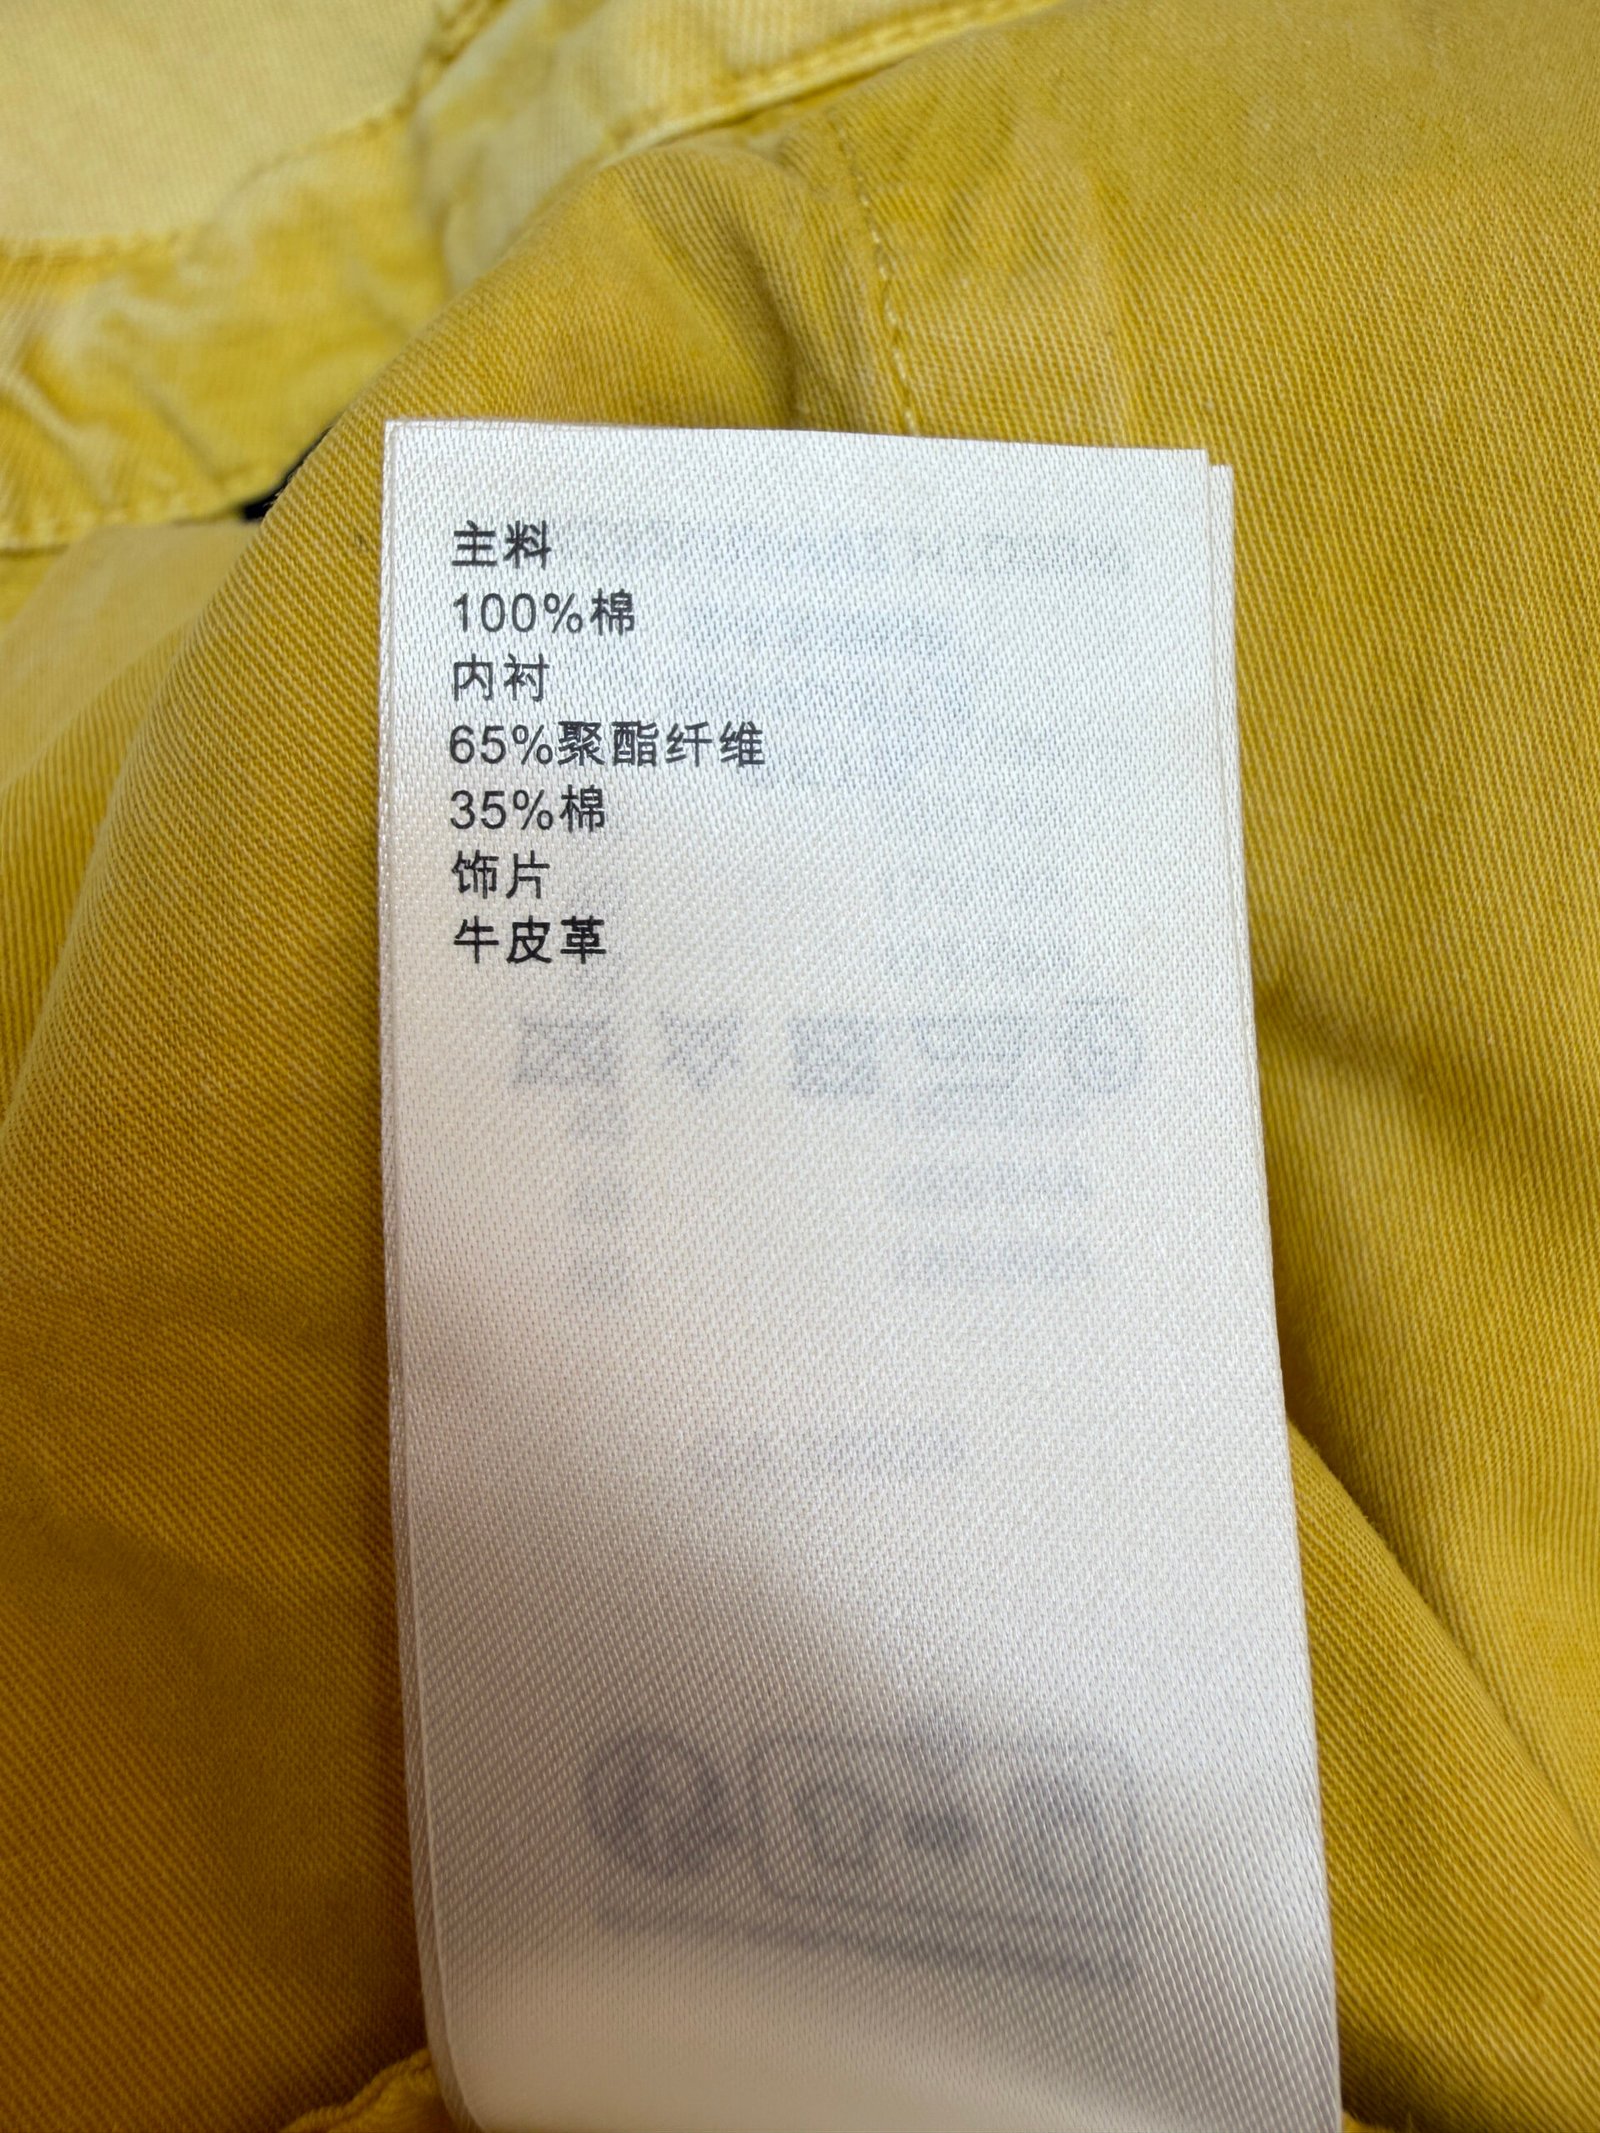 主料
100%棉
内衬
65%聚酯纤维
35%棉
饰片
牛皮革